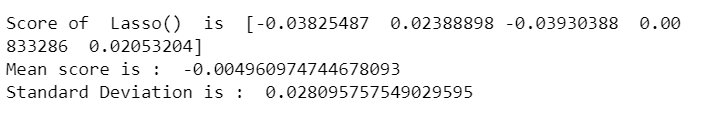 Score of  Lasso()  is  [-0.03825487  0.02388898 -0.03930388  0.00
833286  0.02053204]
Mean score is :  -0.004960974744678093
Standard Deviation is :  0.028095757549029595